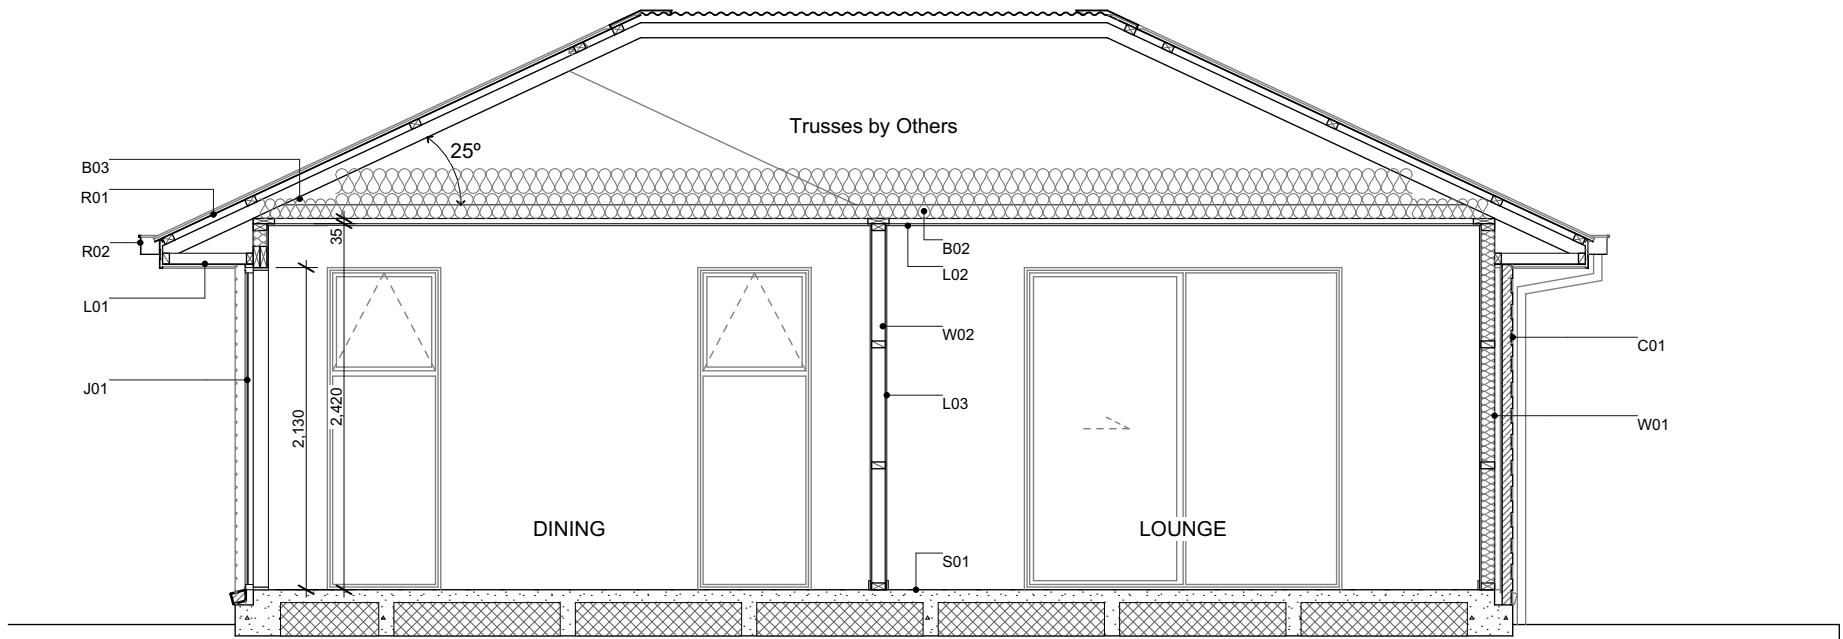 Trusses by Others
25º
B03
R01
R02
L01
J01
35
2,130
2,420
B02
L02
W02
L03
C01
W01
DINING
LOUNGE
S01